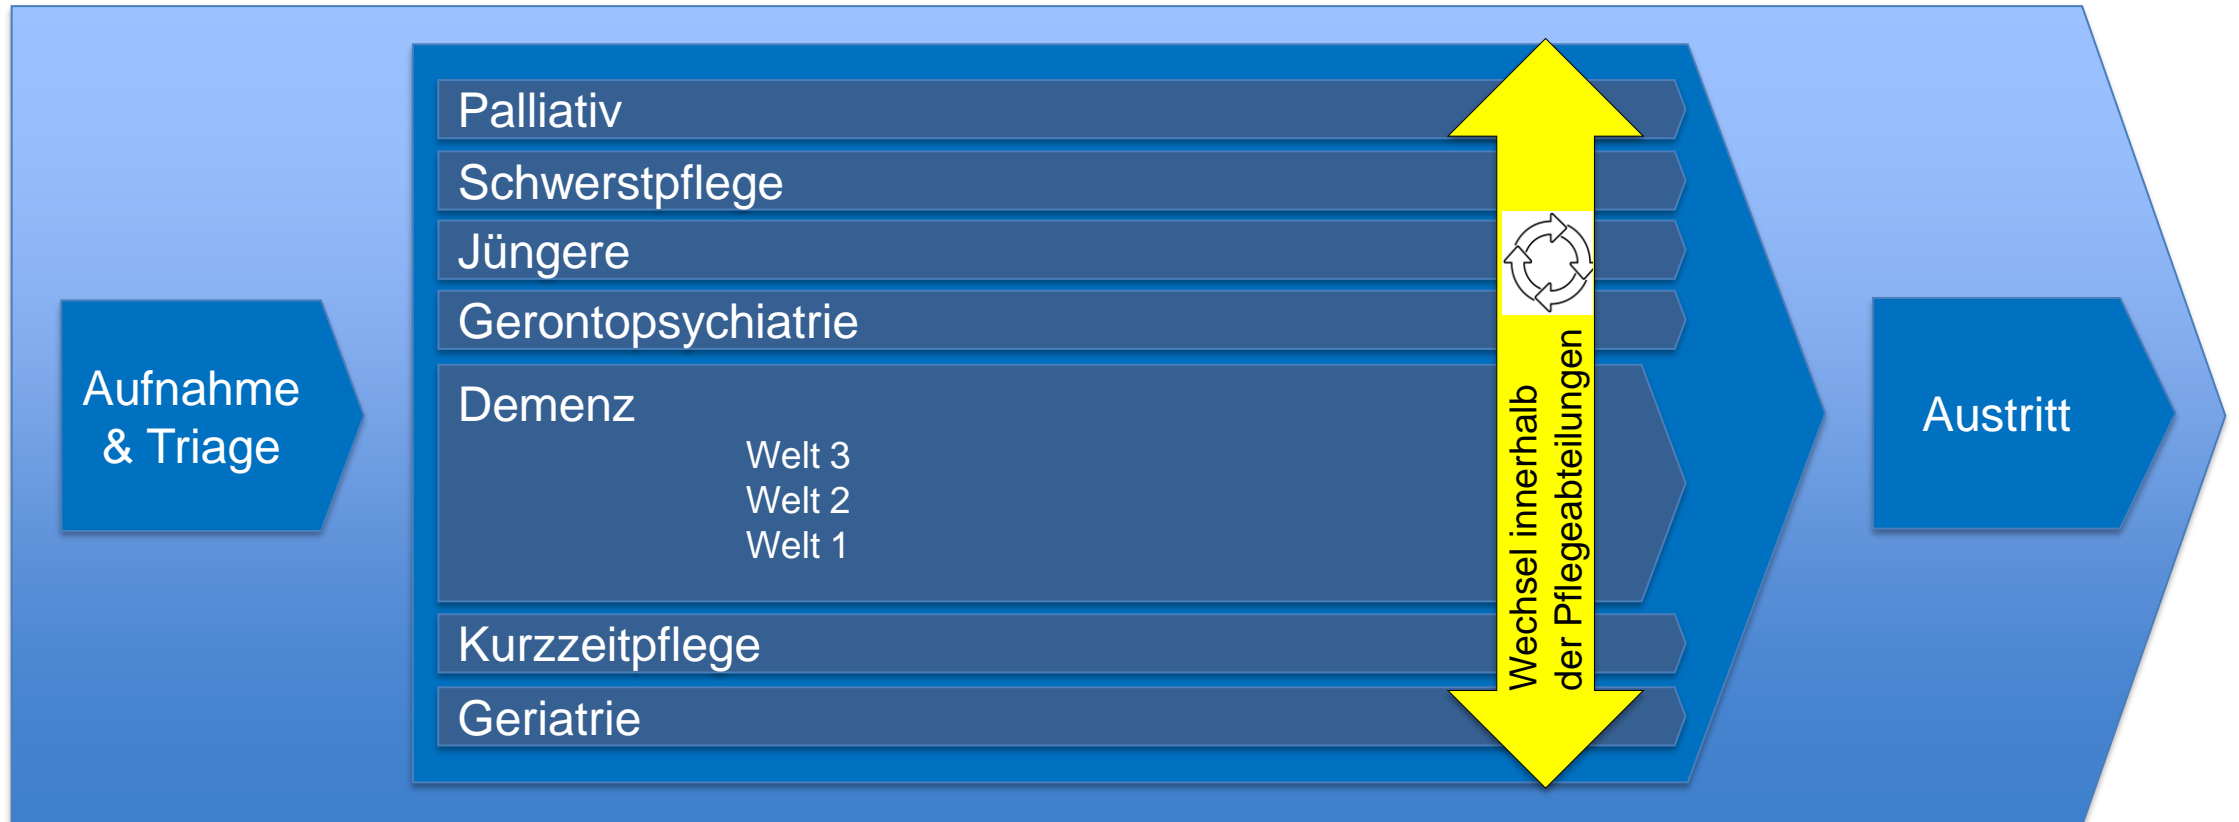 Aufnahme
& Triage
Palliativ
Schwerstpflege
Jüngere
Gerontopsychiatrie
Demenz
Welt 3
Welt 2
Welt 1
Kurzzeitpflege
Geriatrie
Wechsel innerhalb
der Pflegeabteilungen
Austritt